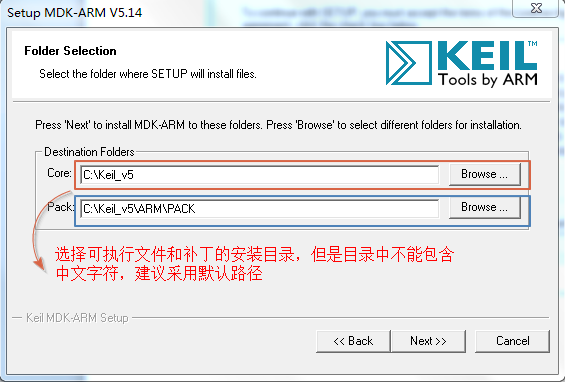 Setup MDK-ARM V5.14
Folder Selection
Select the folder where SETUP will install files.
KEIL™
Tools by ARM
Press 'Next' to install MDK-ARM to these folders. Press 'Browse' to select different folders for installation.
Destination Folders
Core: C:\Keil_v5 Browse ...
Pack: C:\Keil_v5\ARM\PACK Browse ...
选择可执行文件和补丁的安装目录，但是目录中不能包含
中文字符，建议采用默认路径
Keil MDK-ARM Setup
<< Back Next >> Cancel